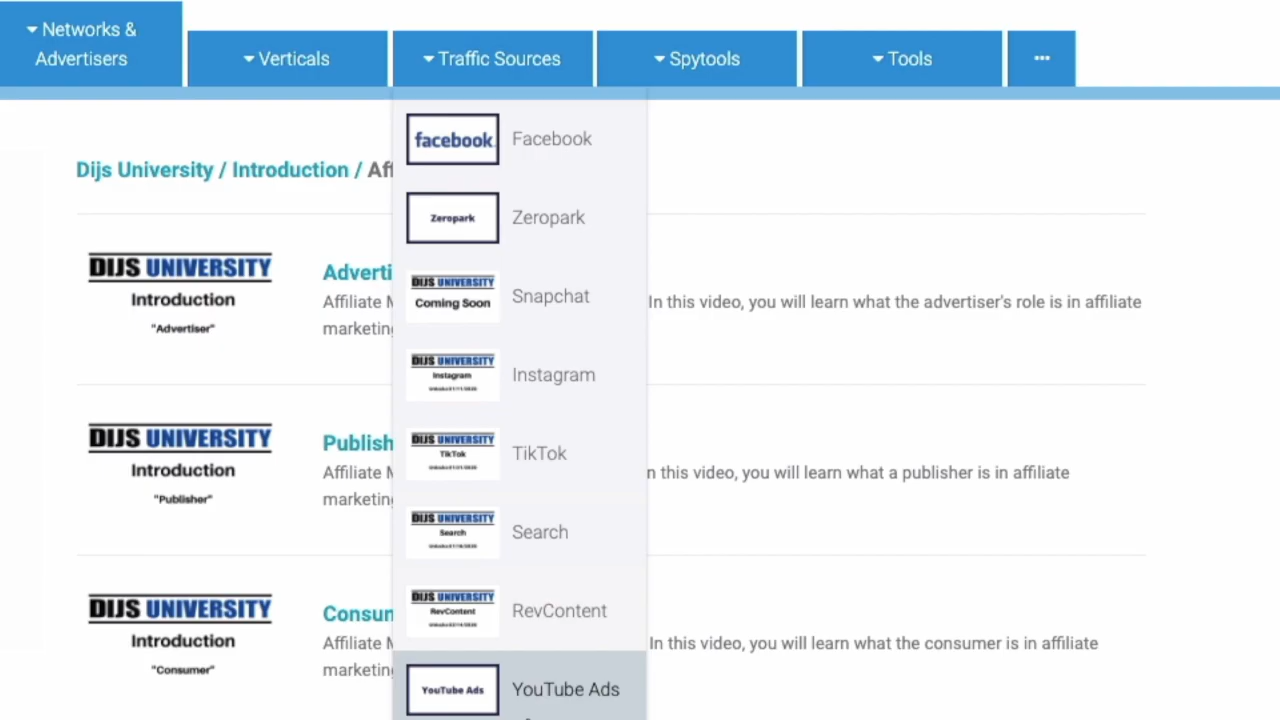 Networks &
Advertisers
Verticals
Traffic Sources
Spytools
Tools
Dijs University / Introduction / Aff
facebook
Facebook
Zeropark
Zeropark
DIJS UNIVERSITY
Coming Soon
Snapchat
DIJS UNIVERSITY
Instagram
Instagram
DIJS UNIVERSITY
TikTok
TikTok
DIJS UNIVERSITY
Search
Search
DIJS UNIVERSITY
RevContent
RevContent
YouTube Ads
YouTube Ads
DIJS UNIVERSITY
Introduction
"Advertiser"
Adverti
Affiliate M In this video, you will learn what the advertiser's role is in affiliate
marketing
DIJS UNIVERSITY
Introduction
"Publisher"
Publish
Affiliate M n this video, you will learn what a publisher is in affiliate
marketing
DIJS UNIVERSITY
Introduction
"Consumer"
Consum
Affiliate M In this video, you will learn what the consumer is in affiliate
marketing